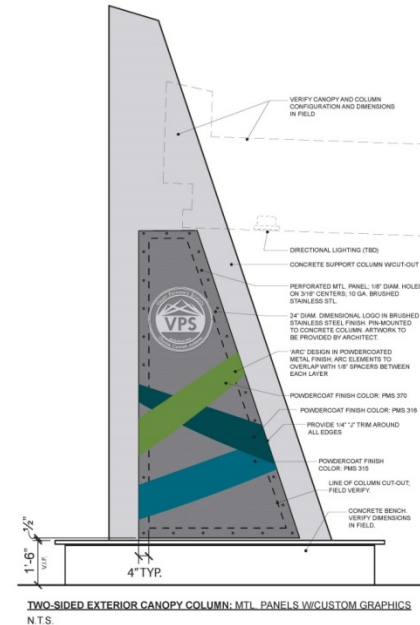 VERIFY CANOPY AND COLUMN
CONFIGURATION AND DIMENSIONS
IN FIELD
DIRECTIONAL LIGHTING (TBD)
CONCRETE SUPPORT COLUMN W/CUT-OUT
PERFORATED MTL. PANEL; 1/8" DIAM. HOLES
ON 3/16" CENTERS; 10 GA. BRUSHED
STAINLESS STL.
24" DIAM. DIMENSIONAL LOGO IN BRUSHED
STAINLESS STEEL FINISH. PIN-MOUNTED
TO CONCRETE COLUMN. ARTWORK TO
BE PROVIDED BY ARCHITECT.
VPS
'ARC' DESIGN IN POWDERCOATED
METAL FINISH; ARC ELEMENTS TO
OVERLAP WITH 1/8" SPACERS BETWEEN
EACH LAYER
POWDERCOAT FINISH COLOR: PMS 370
POWDERCOAT FINISH COLOR: PMS 316
PROVIDE 1/4" "J" TRIM AROUND
ALL EDGES
POWDERCOAT FINISH
COLOR: PMS 315
LINE OF COLUMN CUT-OUT;
FIELD VERIFY.
CONCRETE BENCH.
VERIFY DIMENSIONS
IN FIELD.
½"
1'-6"
V.I.F.
4" TYP.
TWO-SIDED EXTERIOR CANOPY COLUMN: MTL. PANELS W/CUSTOM GRAPHICS
N.T.S.